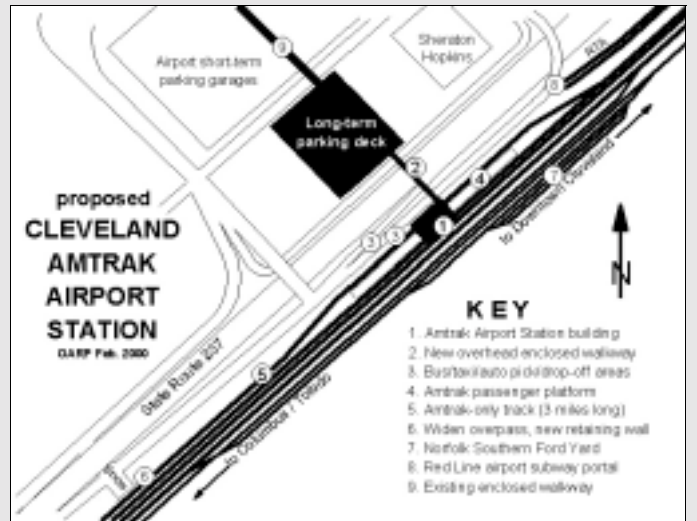 Airport short-term
parking garages
Sheraton
Hopkins
RTA
Long-term
parking deck
proposed
CLEVELAND
AMTRAK
AIRPORT
STATION
OARP Feb. 2000
State Route 237
to Columbus / Toledo
to Downtown Cleveland
Snow
N
9
8
2
4
7
1
3
3
5
6
KEY
1. Amtrak Airport Station building
2. New overhead enclosed walkway
3. Bus/taxi/auto pick/drop-off areas
4. Amtrak passenger platform
5. Amtrak-only track (3 miles long)
6. Widen overpass, new retaining wall
7. Norfolk Southern Ford Yard
8. Red Line airport subway portal
9. Existing enclosed walkway